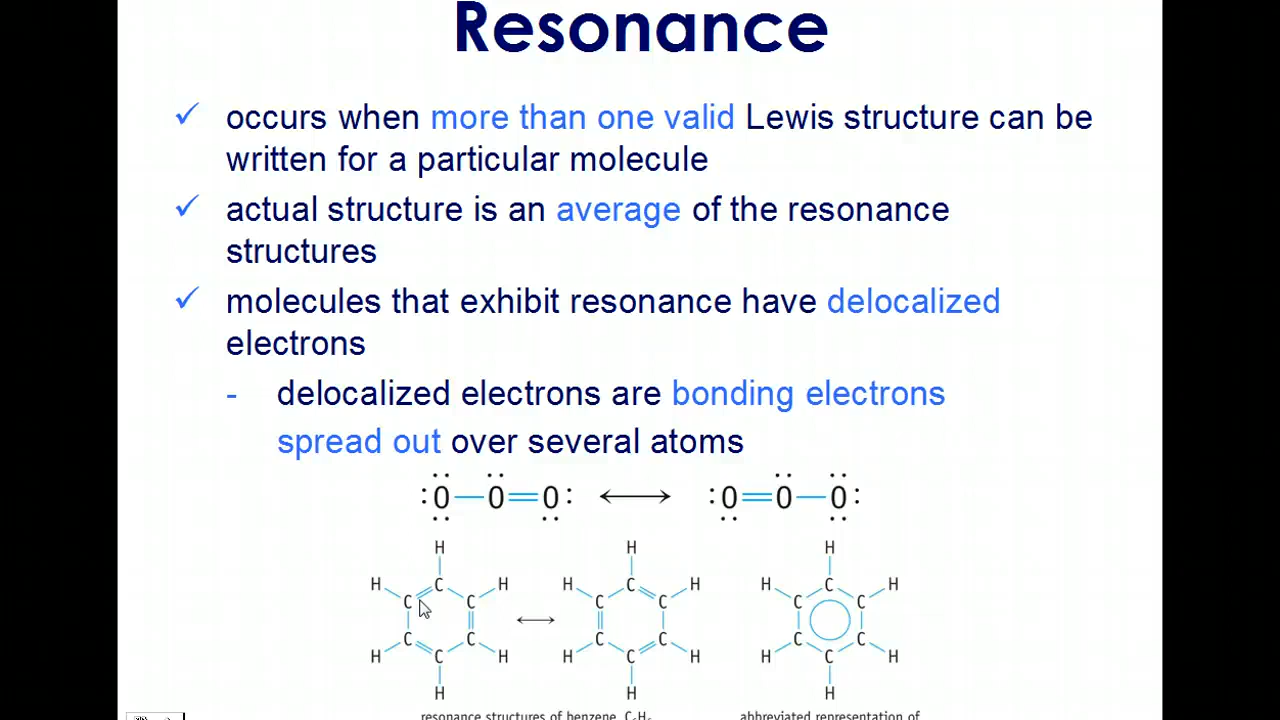 Resonance
✓ occurs when more than one valid Lewis structure can be
written for a particular molecule
✓ actual structure is an average of the resonance
structures
✓ molecules that exhibit resonance have delocalized
electrons
- delocalized electrons are bonding electrons
spread out over several atoms
:O—O=O: ⟷ :O=O—O:
H H H
H H H H H H
C C C
C C C C C C
C C C C C C
C C C
H H H H H H
H H H
resonance structures of benzene, C₆H₆ abbreviated representation of